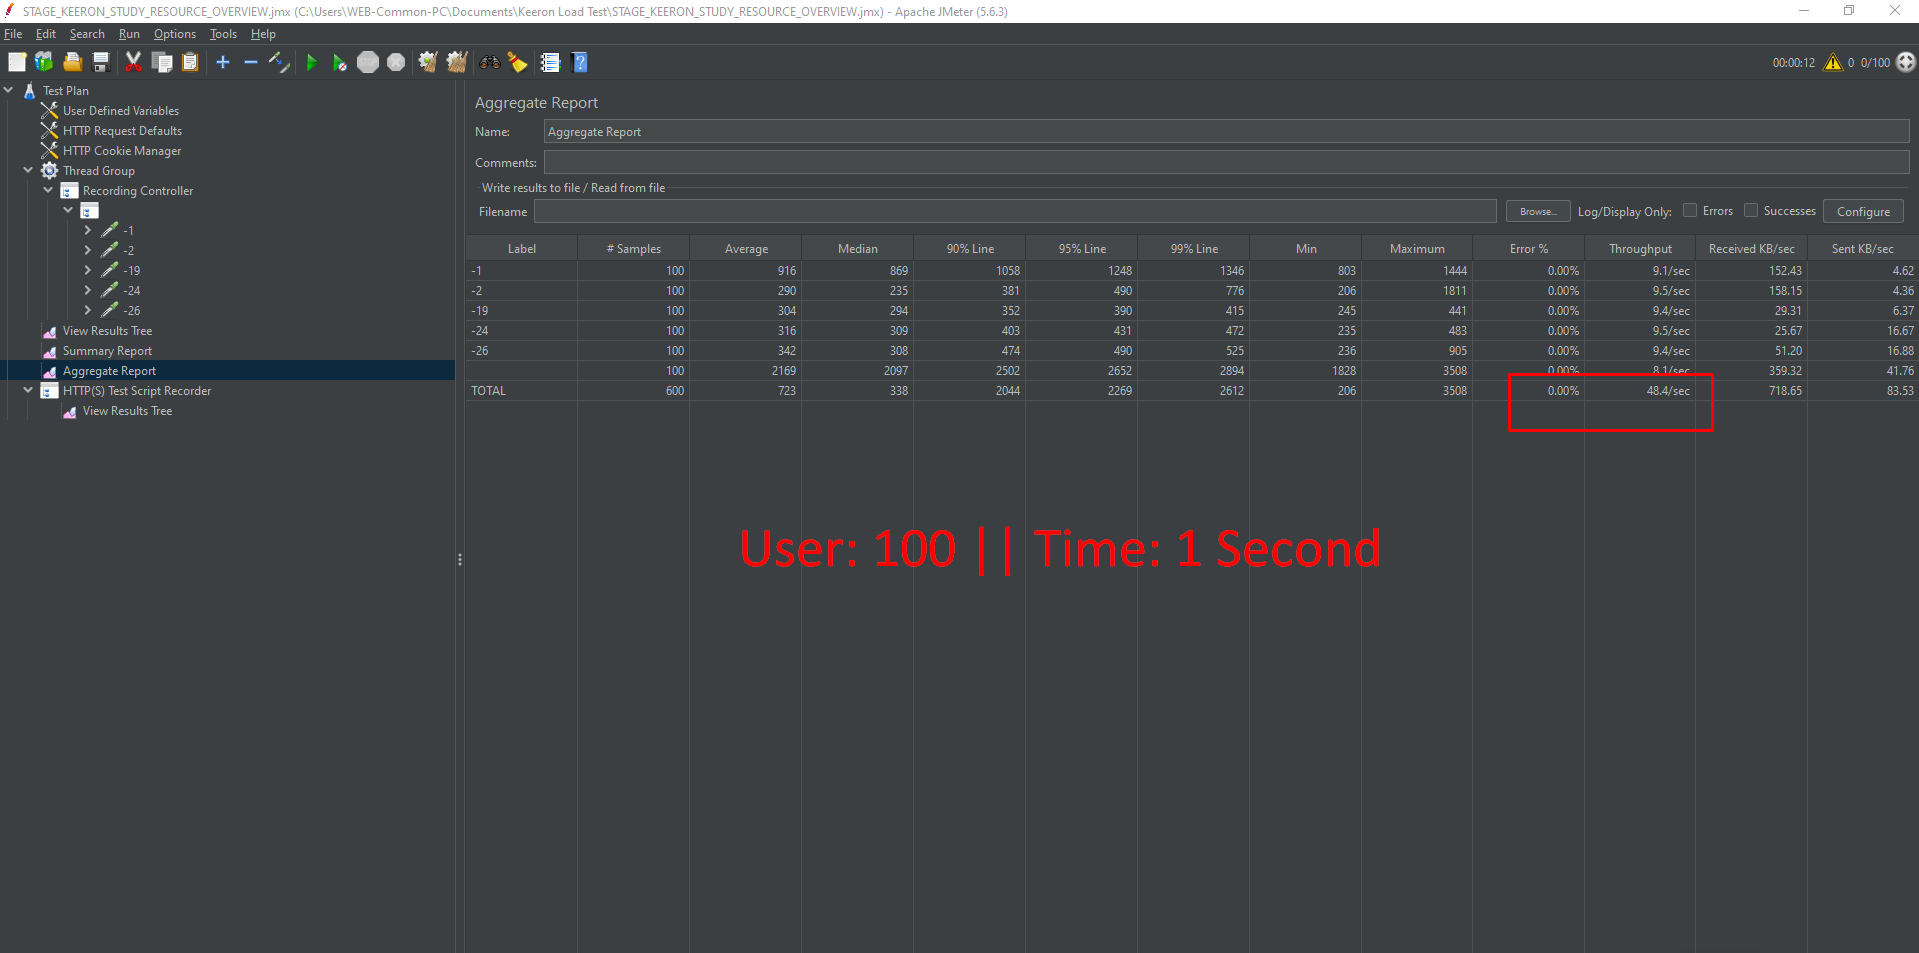 STAGE_KEERON_STUDY_RESOURCE_OVERVIEW.jmx (C:\Users\WEB-Common-PC\Documents\Keeron Load Test\STAGE_KEERON_STUDY_RESOURCE_OVERVIEW.jmx) - Apache JMeter (5.6.3)
File Edit Search Run Options Tools Help
00:00:12 0 0/100
Test Plan
User Defined Variables
HTTP Request Defaults
HTTP Cookie Manager
Thread Group
Recording Controller
-1
-2
-19
-24
-26
View Results Tree
Summary Report
Aggregate Report
HTTP(S) Test Script Recorder
View Results Tree
Aggregate Report
Name: Aggregate Report
Comments:
Write results to file / Read from file
Filename Browse... Log/Display Only: Errors Successes Configure
Label # Samples Average Median 90% Line 95% Line 99% Line Min Maximum Error % Throughput Received KB/sec Sent KB/sec
-1 100 916 869 1058 1248 1346 803 1444 0.00% 9.1/sec 152.43 4.62
-2 100 290 235 381 490 776 206 1811 0.00% 9.5/sec 158.15 4.36
-19 100 304 294 352 390 415 245 441 0.00% 9.4/sec 29.31 6.37
-24 100 316 309 403 431 472 235 483 0.00% 9.5/sec 25.67 16.67
-26 100 342 308 474 490 525 236 905 0.00% 9.4/sec 51.20 16.88
100 2169 2097 2502 2652 2894 1828 3508 0.00% 8.1/sec 359.32 41.76
TOTAL 600 723 338 2044 2269 2612 206 3508 0.00% 48.4/sec 718.65 83.53
User: 100 || Time: 1 Second